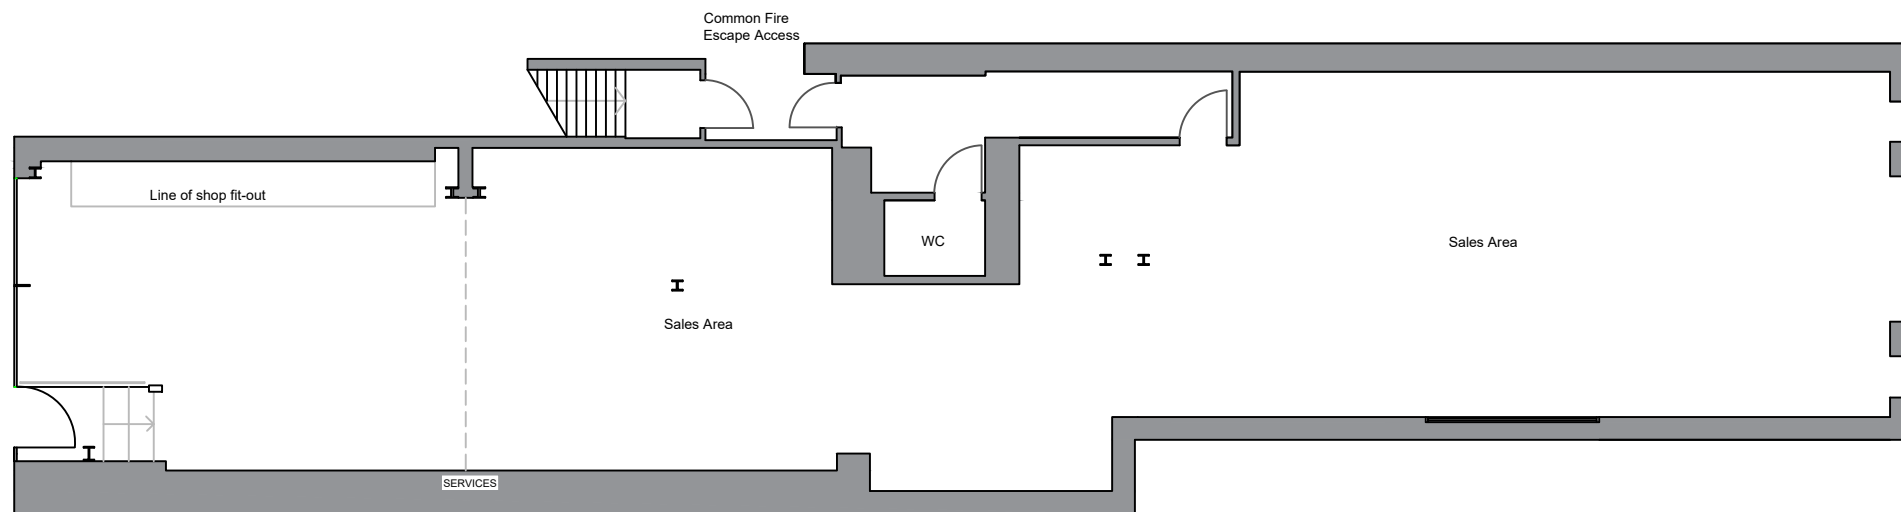 Common Fire
Escape Access
Line of shop fit-out
WC
Sales Area
Sales Area
SERVICES